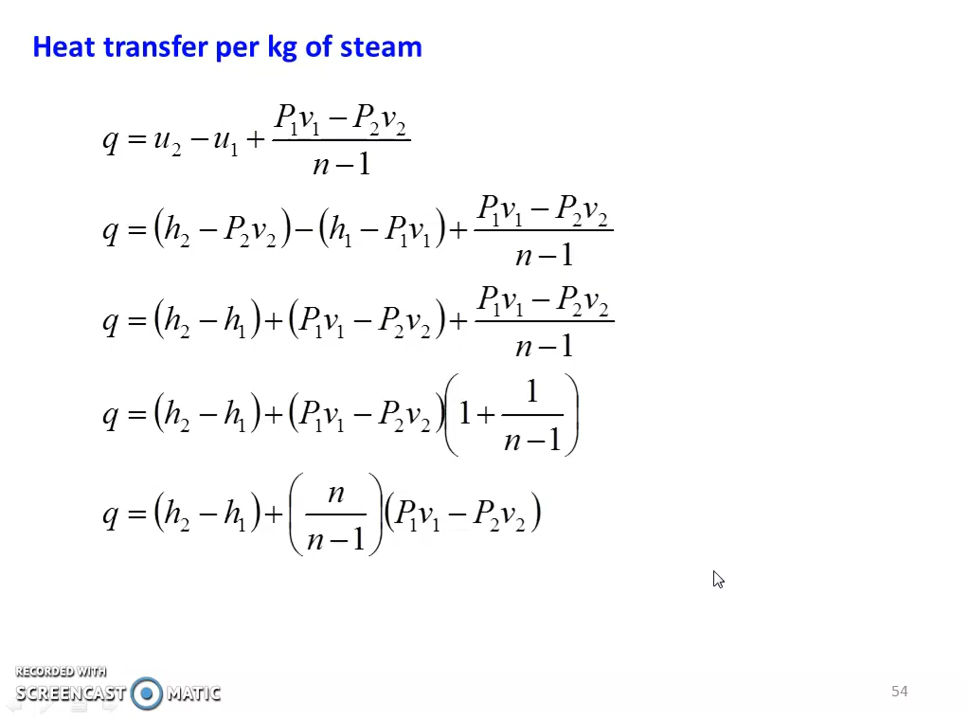 Heat transfer per kg of steam
q = u₂ − u₁ + (P₁v₁ − P₂v₂)/(n − 1)
q = (h₂ − P₂v₂) − (h₁ − P₁v₁) + (P₁v₁ − P₂v₂)/(n − 1)
q = (h₂ − h₁) + (P₁v₁ − P₂v₂) + (P₁v₁ − P₂v₂)/(n − 1)
q = (h₂ − h₁) + (P₁v₁ − P₂v₂)(1 + 1/(n − 1))
q = (h₂ − h₁) + (n/(n − 1))(P₁v₁ − P₂v₂)
RECORDED WITH
SCREENCAST MATIC
54